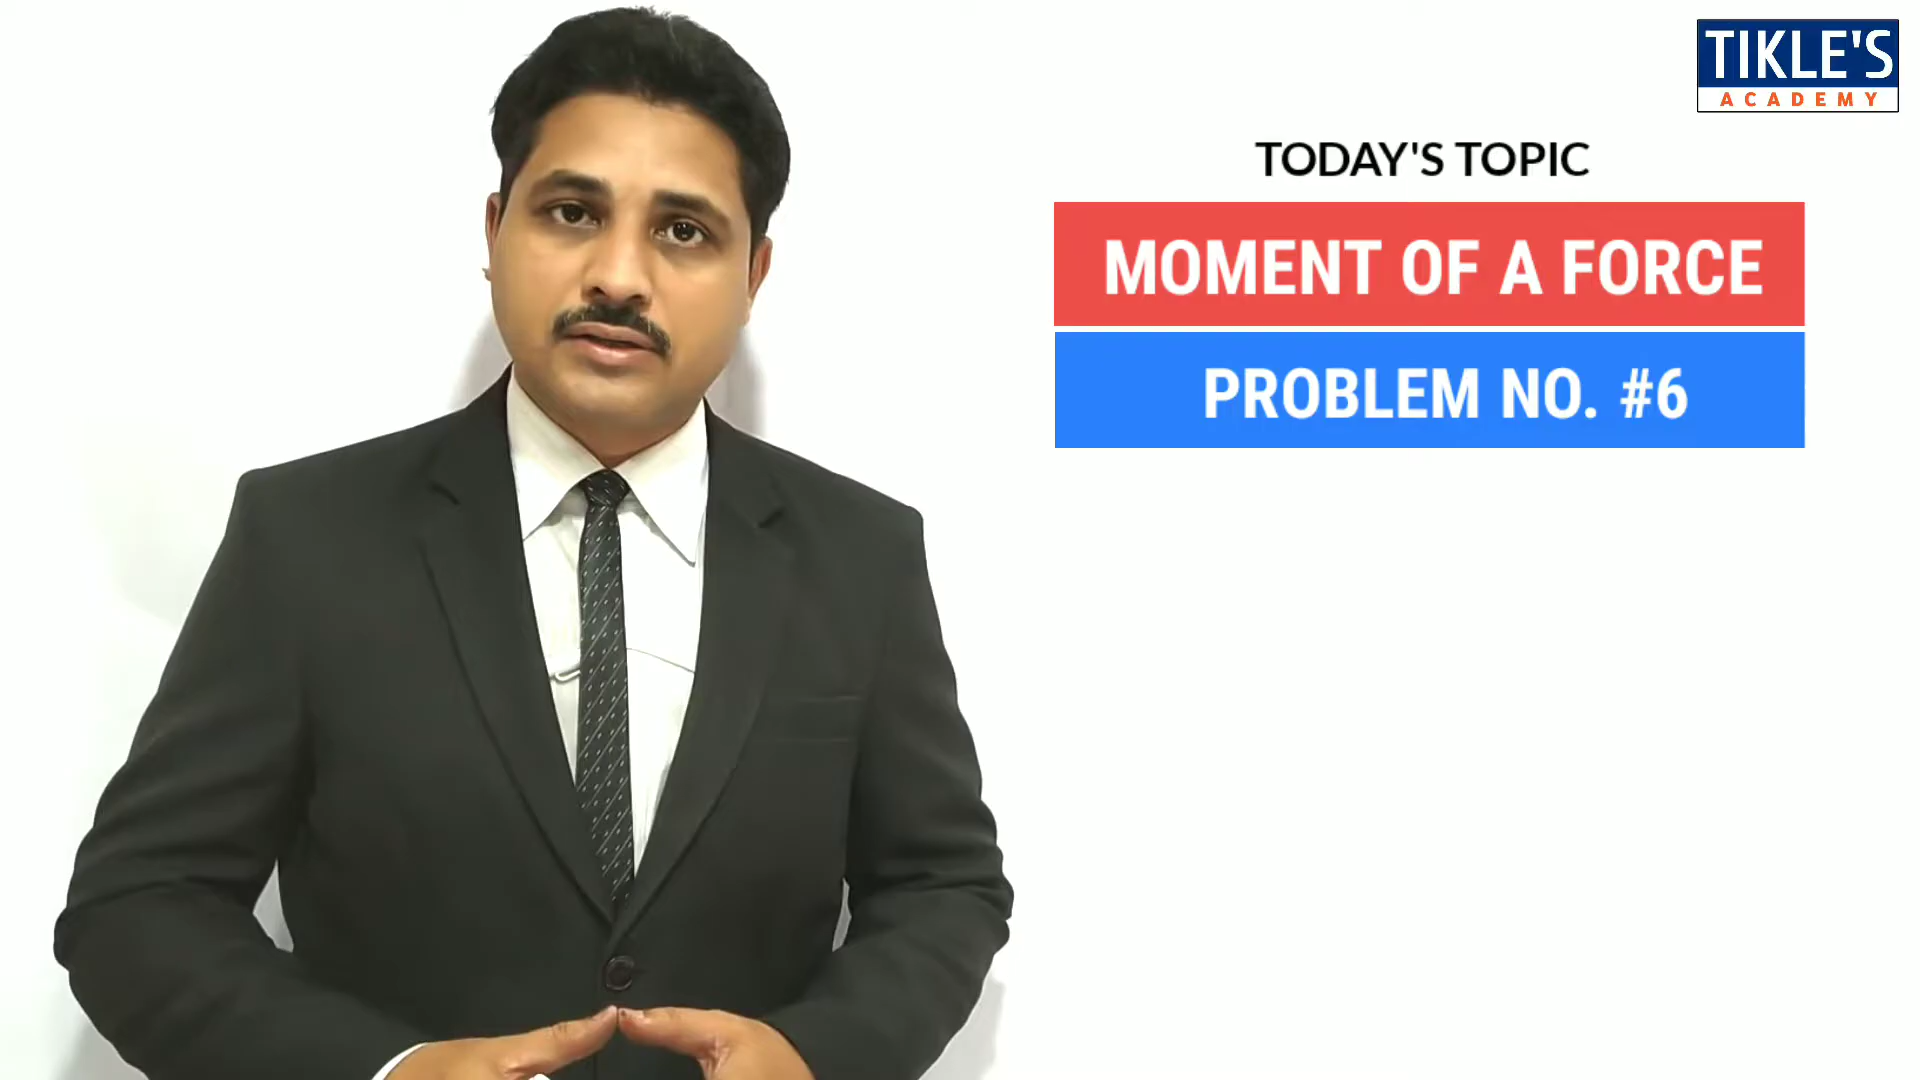 TIKLE'S
ACADEMY
TODAY'S TOPIC
MOMENT OF A FORCE
PROBLEM NO. #6